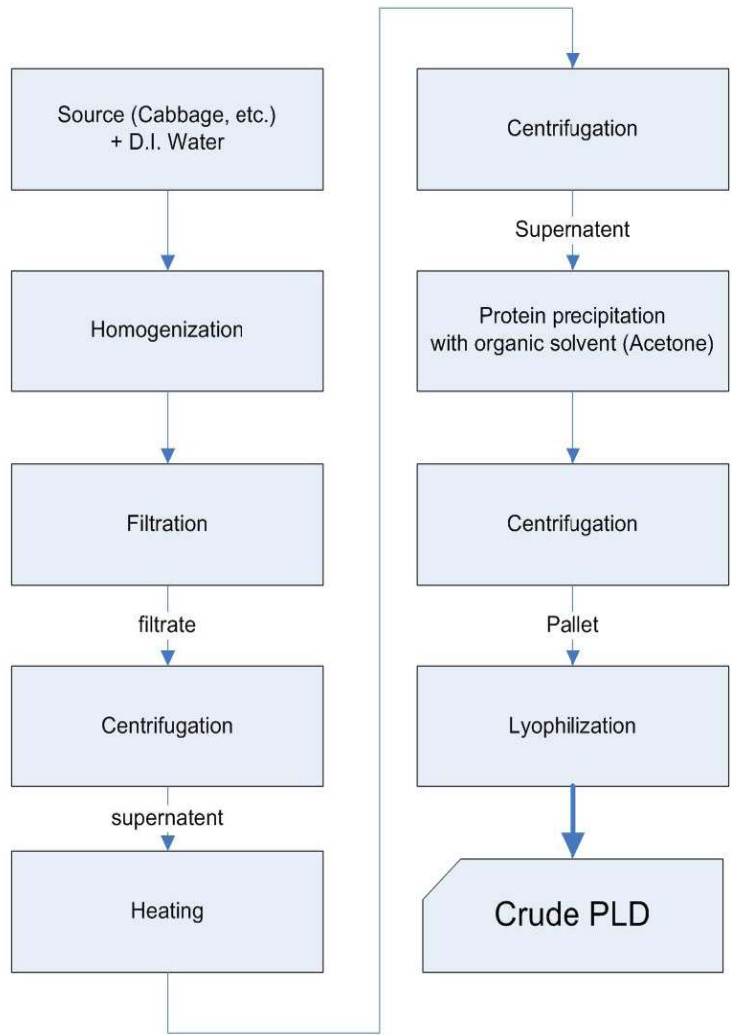 Source (Cabbage, etc.)
+ D.I. Water
Homogenization
Filtration
filtrate
Centrifugation
supernatent
Heating
Centrifugation
Supernatent
Protein precipitation
with organic solvent (Acetone)
Centrifugation
Pallet
Lyophilization
Crude PLD